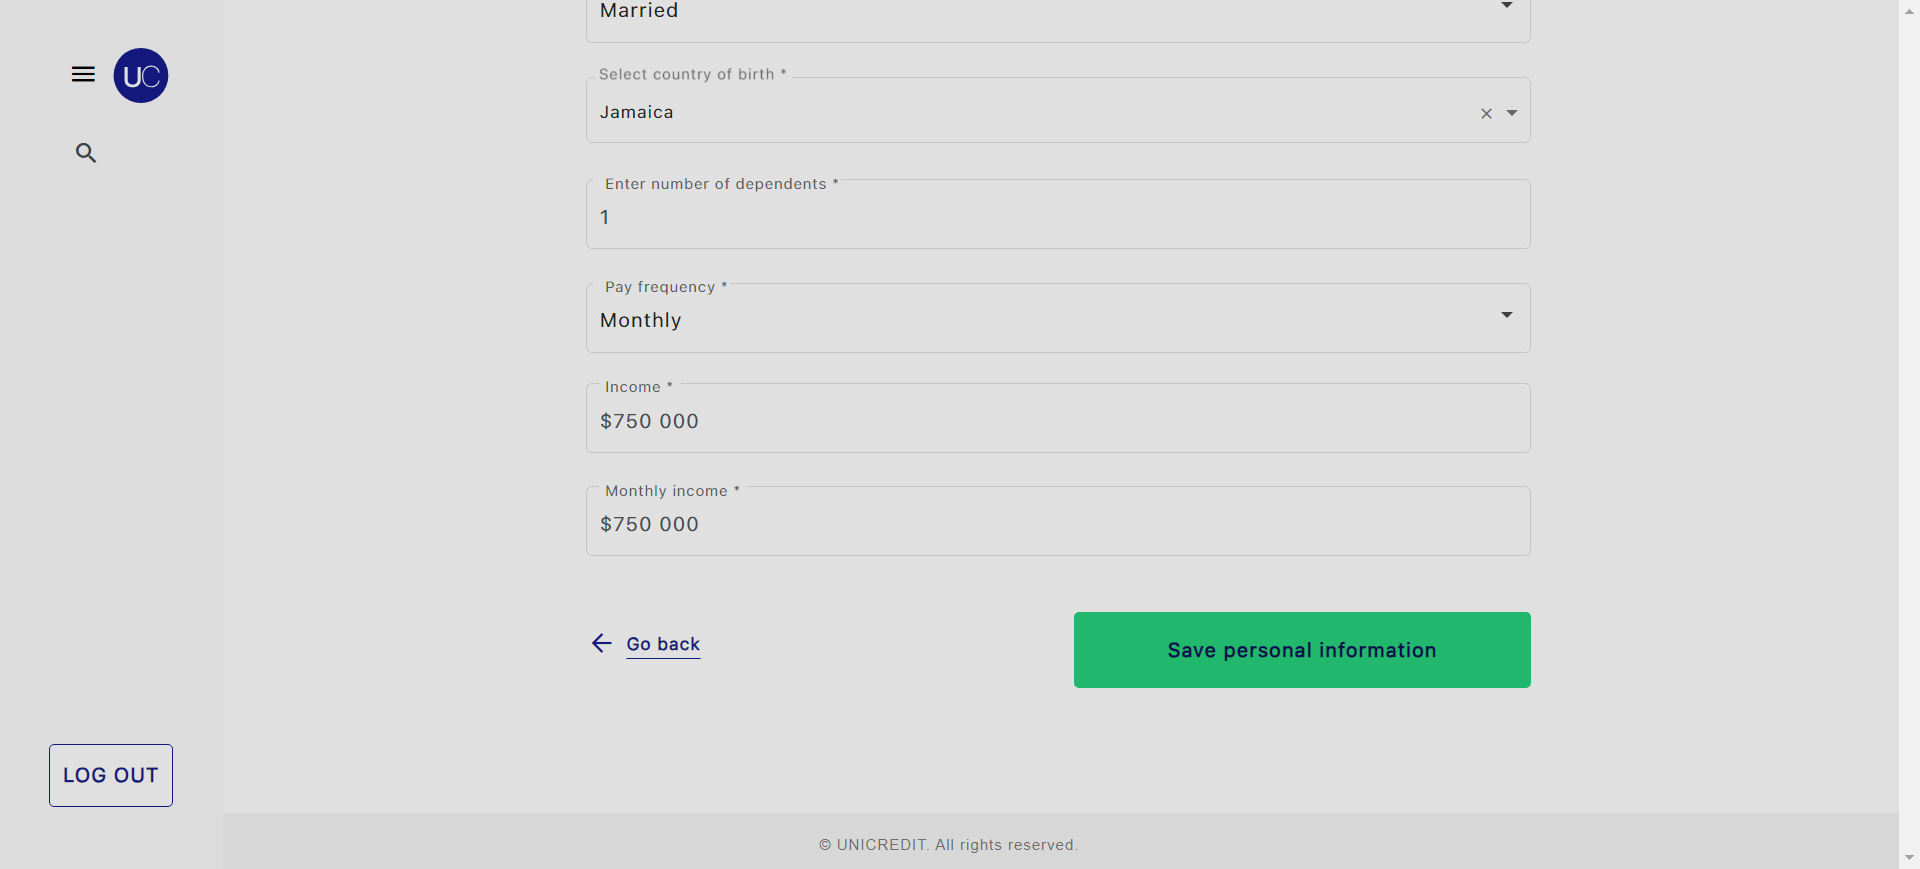 Married
UC
Select country of birth *
Jamaica
Enter number of dependents *
1
Pay frequency *
Monthly
Income *
$750 000
Monthly income *
$750 000
Go back
Save personal information
LOG OUT
© UNICREDIT. All rights reserved.